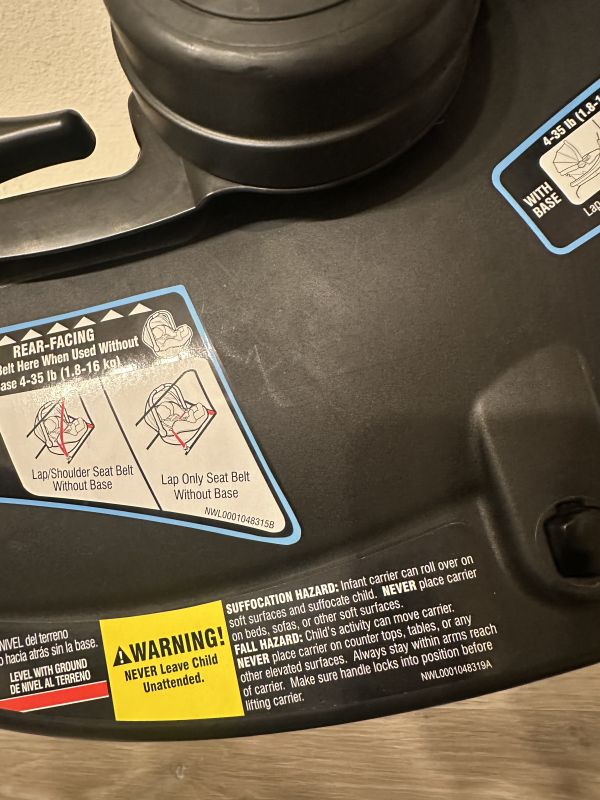 REAR-FACING
Belt Here When Used Without
Base 4-35 lb (1.8-16 kg)
Lap/Shoulder Seat Belt
Without Base
Lap Only Seat Belt
Without Base
NWL0001048315B
4-35 lb (1.8-1
WITH
BASE
Lap
NIVEL del terreno
hacia atrás sin la base.
LEVEL WITH GROUND
DE NIVEL AL TERRENO
WARNING!
NEVER Leave Child
Unattended.
SUFFOCATION HAZARD: Infant carrier can roll over on
soft surfaces and suffocate child. NEVER place carrier
on beds, sofas, or other soft surfaces.
FALL HAZARD: Child's activity can move carrier.
NEVER place carrier on counter tops, tables, or any
other elevated surfaces. Always stay within arms reach
of carrier. Make sure handle locks into position before
lifting carrier.
NWL0001048319A